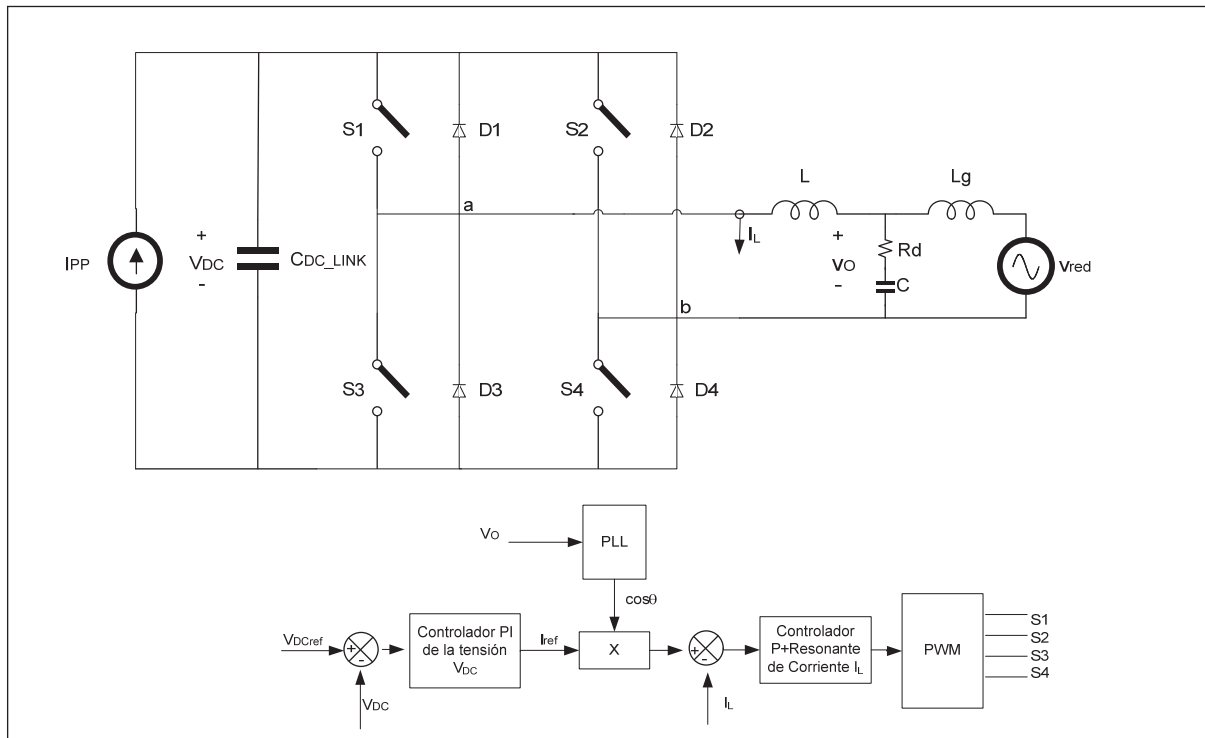 S1
D1
S2
D2
L
Lg
a
IL
IPP
+
VDC
-
CDC_LINK
+
vO
-
Rd
C
vred
b
S3
D3
S4
D4
VO
PLL
cosθ
VDCref
+
-
VDC
Controlador PI
de la tensión
VDC
Iref
X
+
-
IL
Controlador
P+Resonante
de Corriente IL
PWM
S1
S2
S3
S4